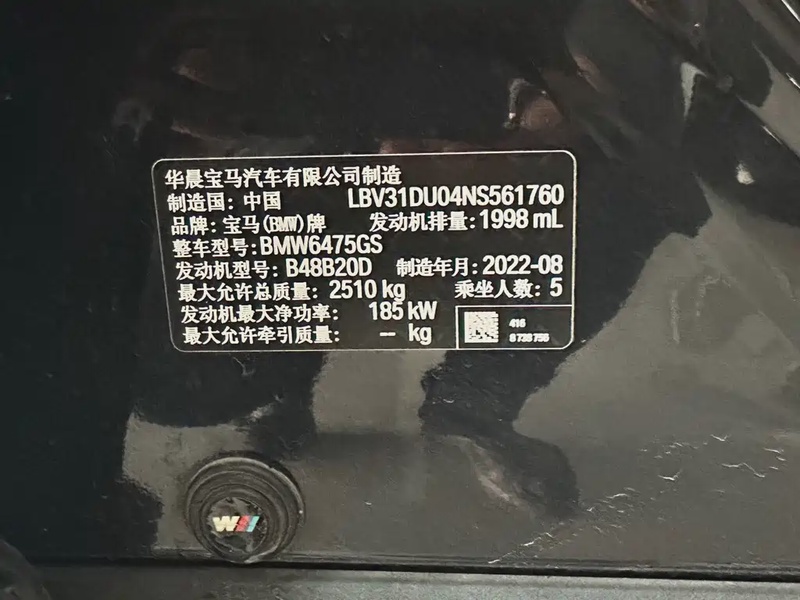 华晨宝马汽车有限公司制造
制造国: 中国 LBV31DU04NS561760
品牌: 宝马(BMW)牌 发动机排量: 1998 mL
整车型号: BMW6475GS
发动机型号: B48B20D 制造年月: 2022-08
最大允许总质量: 2510 kg 乘坐人数: 5
发动机最大净功率: 185 kW
最大允许牵引质量: -- kg
416
8738756